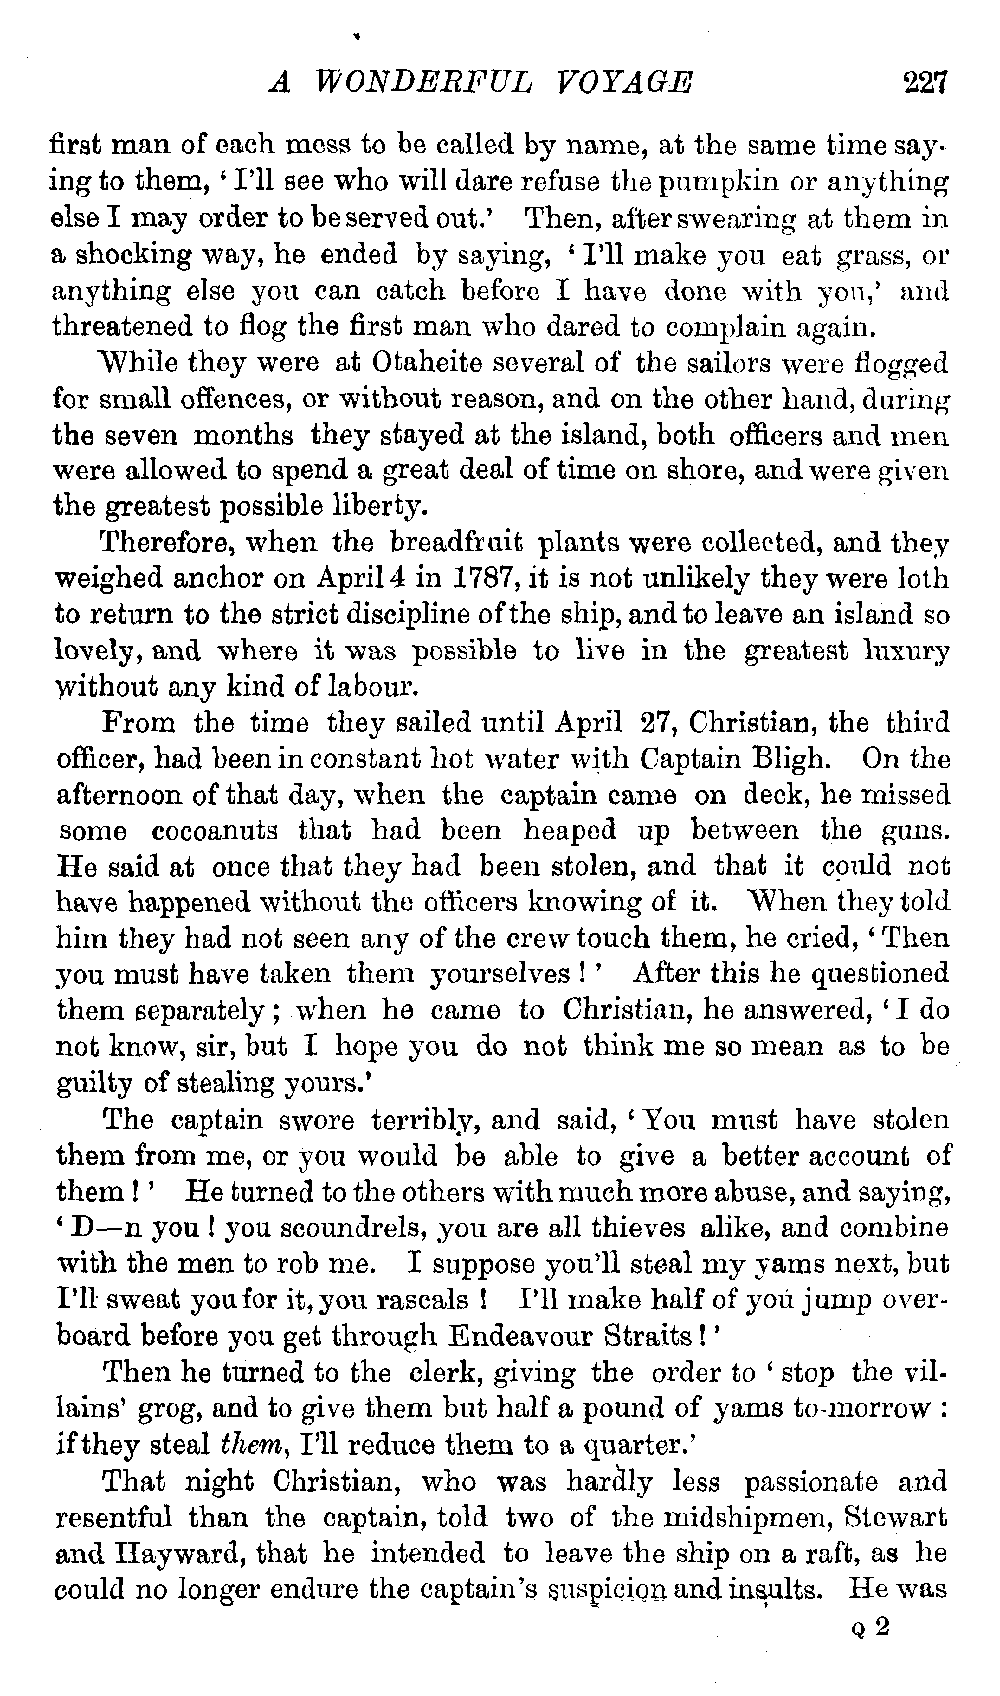 A WONDERFUL VOYAGE 227
first man of each mess to be called by name, at the same time say-
ing to them, ‘I’ll see who will dare refuse the pumpkin or anything
else I may order to be served out.’ Then, after swearing at them in
a shocking way, he ended by saying, ‘I’ll make you eat grass, or
anything else you can catch before I have done with you,’ and
threatened to flog the first man who dared to complain again.
While they were at Otaheite several of the sailors were flogged
for small offences, or without reason, and on the other hand, during
the seven months they stayed at the island, both officers and men
were allowed to spend a great deal of time on shore, and were given
the greatest possible liberty.
Therefore, when the breadfruit plants were collected, and they
weighed anchor on April 4 in 1787, it is not unlikely they were loth
to return to the strict discipline of the ship, and to leave an island so
lovely, and where it was possible to live in the greatest luxury
without any kind of labour.
From the time they sailed until April 27, Christian, the third
officer, had been in constant hot water with Captain Bligh. On the
afternoon of that day, when the captain came on deck, he missed
some cocoanuts that had been heaped up between the guns.
He said at once that they had been stolen, and that it could not
have happened without the officers knowing of it. When they told
him they had not seen any of the crew touch them, he cried, ‘Then
you must have taken them yourselves!’ After this he questioned
them separately; when he came to Christian, he answered, ‘I do
not know, sir, but I hope you do not think me so mean as to be
guilty of stealing yours.’
The captain swore terribly, and said, ‘You must have stolen
them from me, or you would be able to give a better account of
them!’ He turned to the others with much more abuse, and saying,
‘D—n you! you scoundrels, you are all thieves alike, and combine
with the men to rob me. I suppose you’ll steal my yams next, but
I’ll sweat you for it, you rascals! I’ll make half of you jump over-
board before you get through Endeavour Straits!’
Then he turned to the clerk, giving the order to ‘stop the vil-
lains’ grog, and to give them but half a pound of yams to-morrow:
if they steal them, I’ll reduce them to a quarter.’
That night Christian, who was hardly less passionate and
resentful than the captain, told two of the midshipmen, Stewart
and Hayward, that he intended to leave the ship on a raft, as he
could no longer endure the captain’s suspicion and insults. He was
Q 2